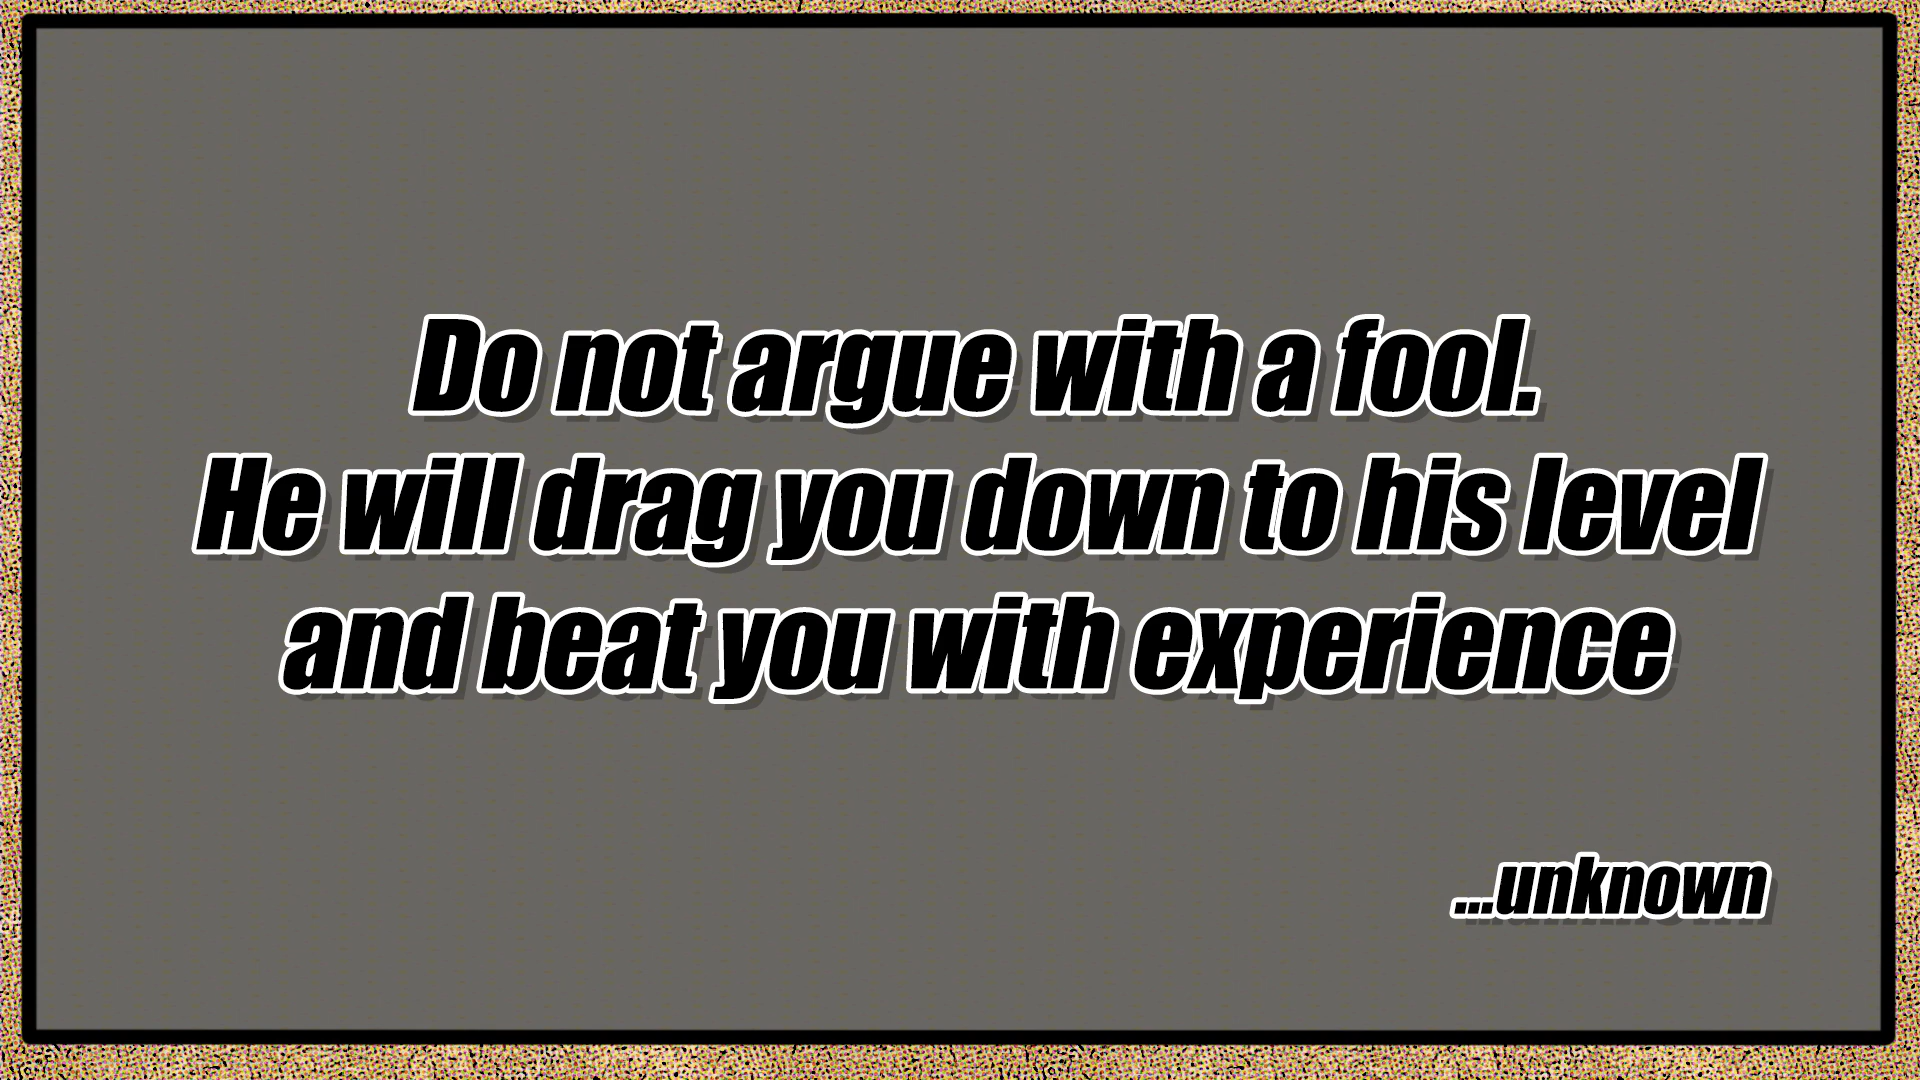 Do not argue with a fool.
He will drag you down to his level
and beat you with experience
...unknown